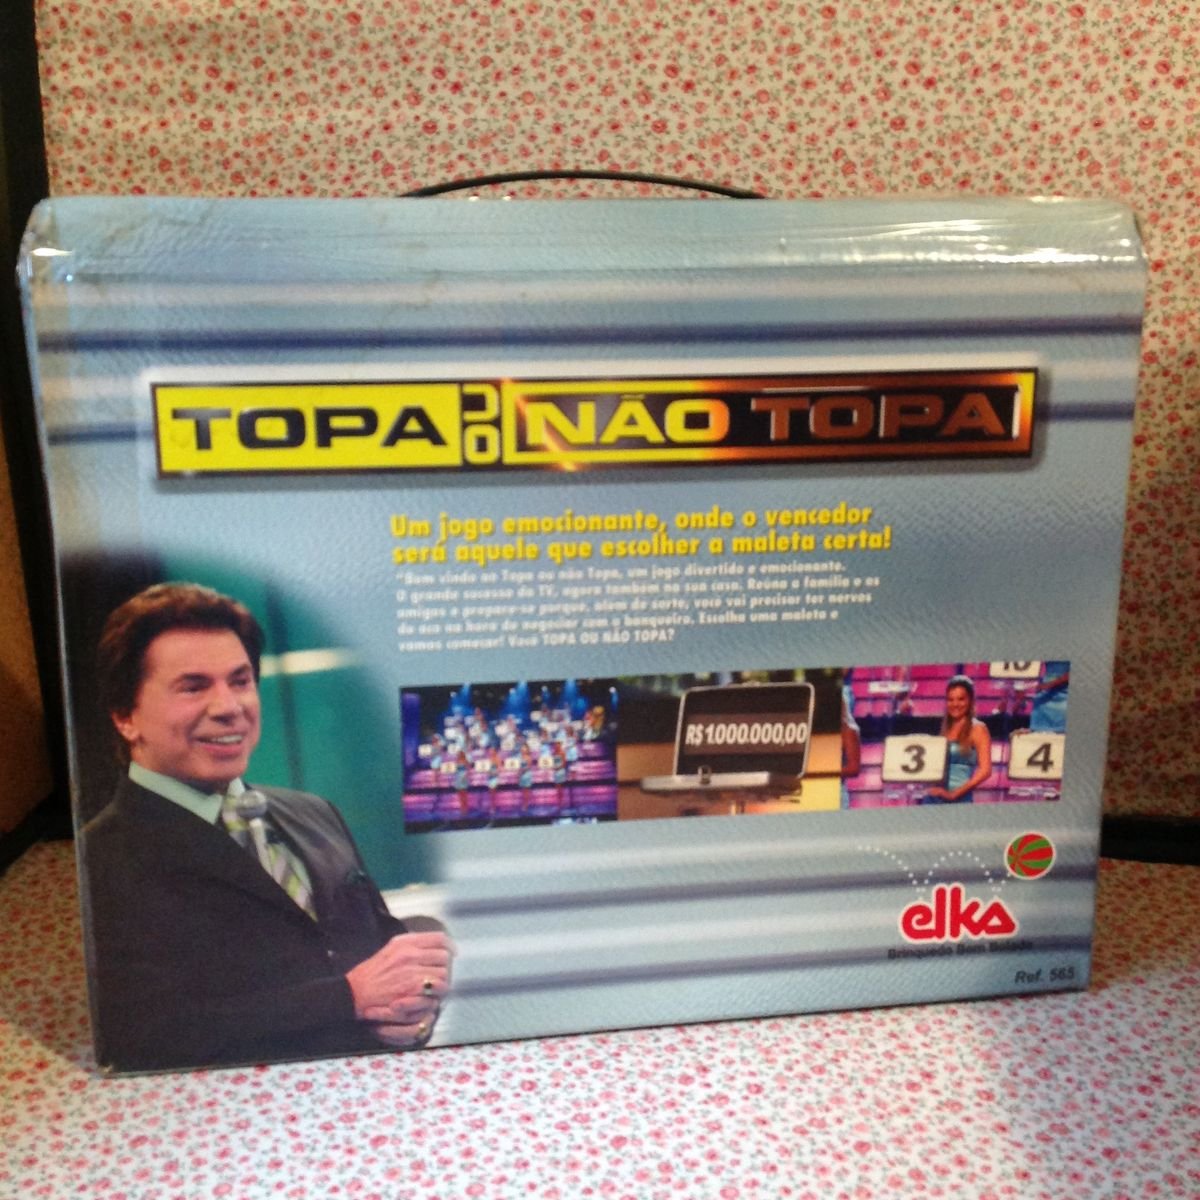 TOPA OU NÃO TOPA
Um jogo emocionante, onde o vencedor
será aquele que escolher a maleta certa!
"Bem vindo ao Topa ou não Topa, um jogo divertido e emocionante.
O grande sucesso da TV, agora também na sua casa. Reúna a família e os
amigos e prepare-se porque, além de sorte, você vai precisar ter nervos
de aço na hora de negociar com o banqueiro. Escolha uma maleta e
vamos começar! Você TOPA OU NÃO TOPA?
R$1.000.000,00
10
3
4
elka
Brinquedo Bem Bolado
Ref. 565